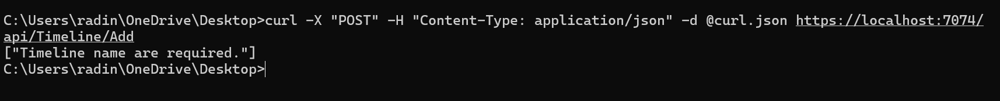 C:\Users\radin\OneDrive\Desktop>curl -X "POST" -H "Content-Type: application/json" -d @curl.json https://localhost:7074/
api/Timeline/Add
["Timeline name are required."]
C:\Users\radin\OneDrive\Desktop>